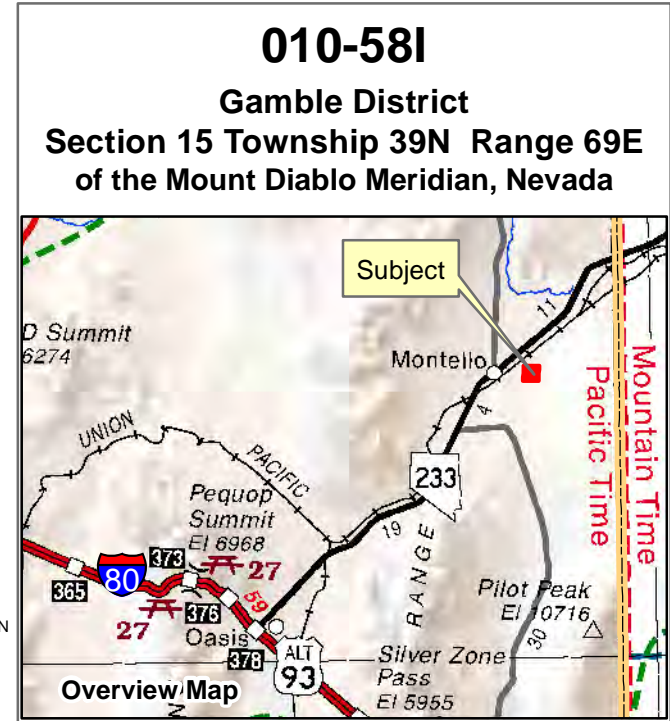 010-58I
Gamble District
Section 15 Township 39N Range 69E
of the Mount Diablo Meridian, Nevada
Subject
11
D Summit
6274
Montello
4
Mountain Time
Pacific Time
UNION
PACIFIC
233
19
RANGE
Pequop
Summit
El 6968
373
27
365
80
376
59
27
Oasis
378
ALT
93
Pilot Peak
El 10716
30
Silver Zone
Pass
El 5955
N
Overview Map